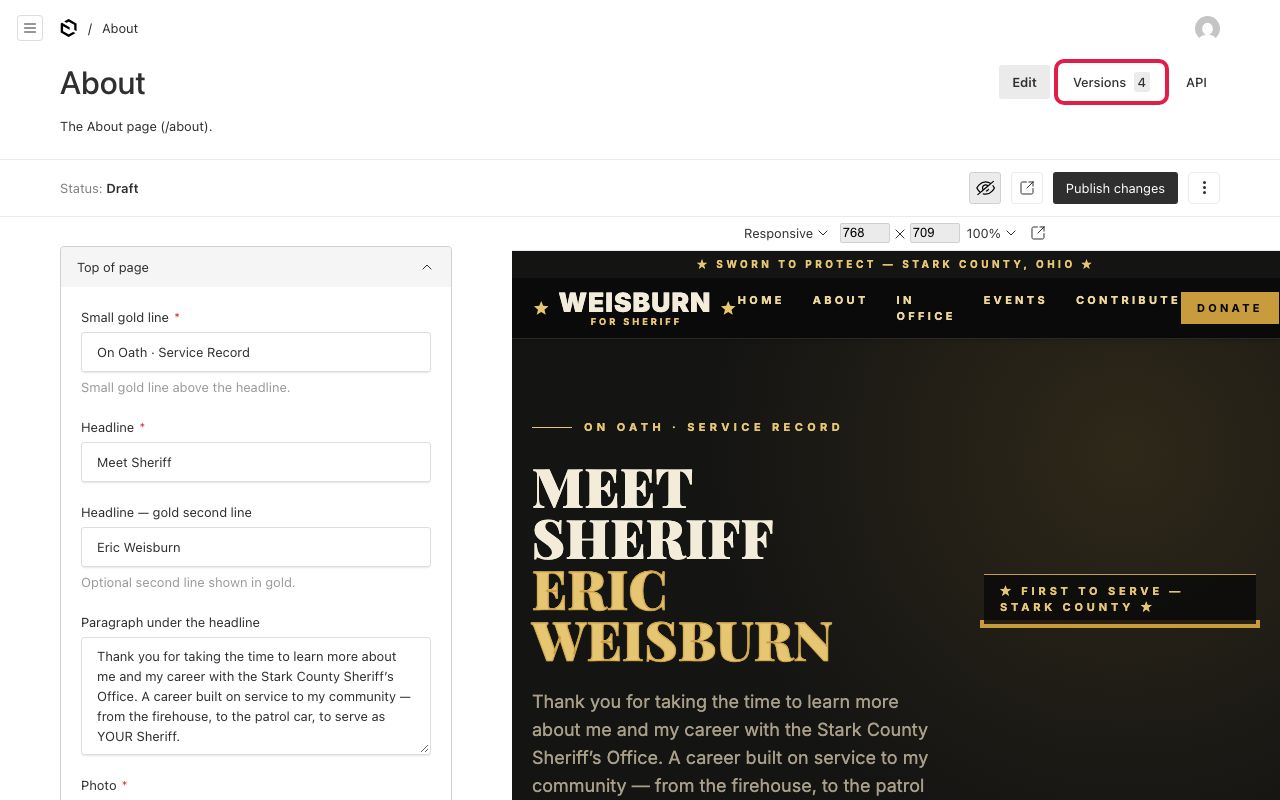 / About
About
Edit
Versions 4
API
The About page (/about).
Status: Draft
Publish changes
Responsive
768
709
100%
Top of page
Small gold line *
On Oath · Service Record
Small gold line above the headline.
Headline *
Meet Sheriff
Headline — gold second line
Eric Weisburn
Optional second line shown in gold.
Paragraph under the headline
Thank you for taking the time to learn more about
me and my career with the Stark County Sheriff’s
Office. A career built on service to my community —
from the firehouse, to the patrol car, to serve as
YOUR Sheriff.
Photo *
★ SWORN TO PROTECT — STARK COUNTY, OHIO ★
★ WEISBURN ★
FOR SHERIFF
HOME
ABOUT
IN
OFFICE
EVENTS
CONTRIBUTE
DONATE
ON OATH · SERVICE RECORD
MEET
SHERIFF
ERIC
WEISBURN
★ FIRST TO SERVE —
STARK COUNTY ★
Thank you for taking the time to learn more
about me and my career with the Stark County
Sheriff’s Office. A career built on service to my
community — from the firehouse, to the patrol